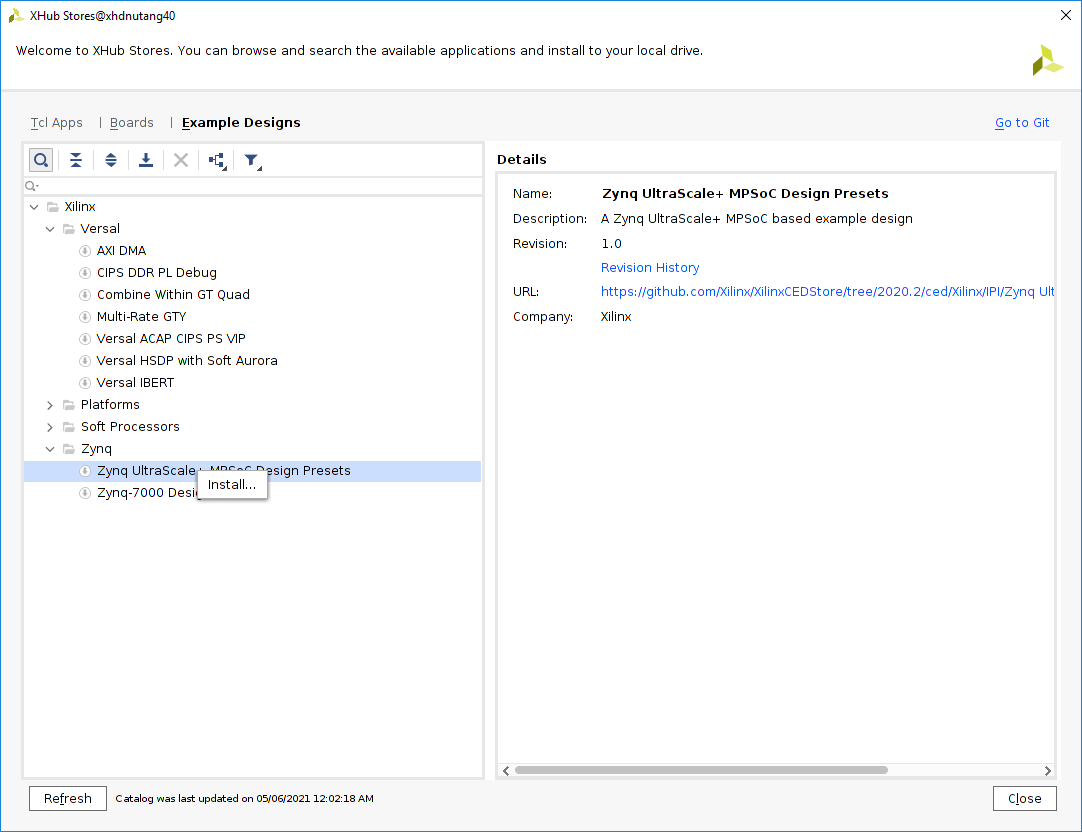 XHub Stores@xhdnutang40
Welcome to XHub Stores. You can browse and search the available applications and install to your local drive.
Tcl Apps | Boards | Example Designs
Go to Git
Xilinx
Versal
AXI DMA
CIPS DDR PL Debug
Combine Within GT Quad
Multi-Rate GTY
Versal ACAP CIPS PS VIP
Versal HSDP with Soft Aurora
Versal IBERT
Platforms
Soft Processors
Zynq
Zynq UltraScale+ MPSoC Design Presets
Install...
Zynq-7000 Desig
Details
Name: Zynq UltraScale+ MPSoC Design Presets
Description: A Zynq UltraScale+ MPSoC based example design
Revision: 1.0
Revision History
URL: https://github.com/Xilinx/XilinxCEDStore/tree/2020.2/ced/Xilinx/IPI/Zynq Ult
Company: Xilinx
Refresh
Catalog was last updated on 05/06/2021 12:02:18 AM
Close